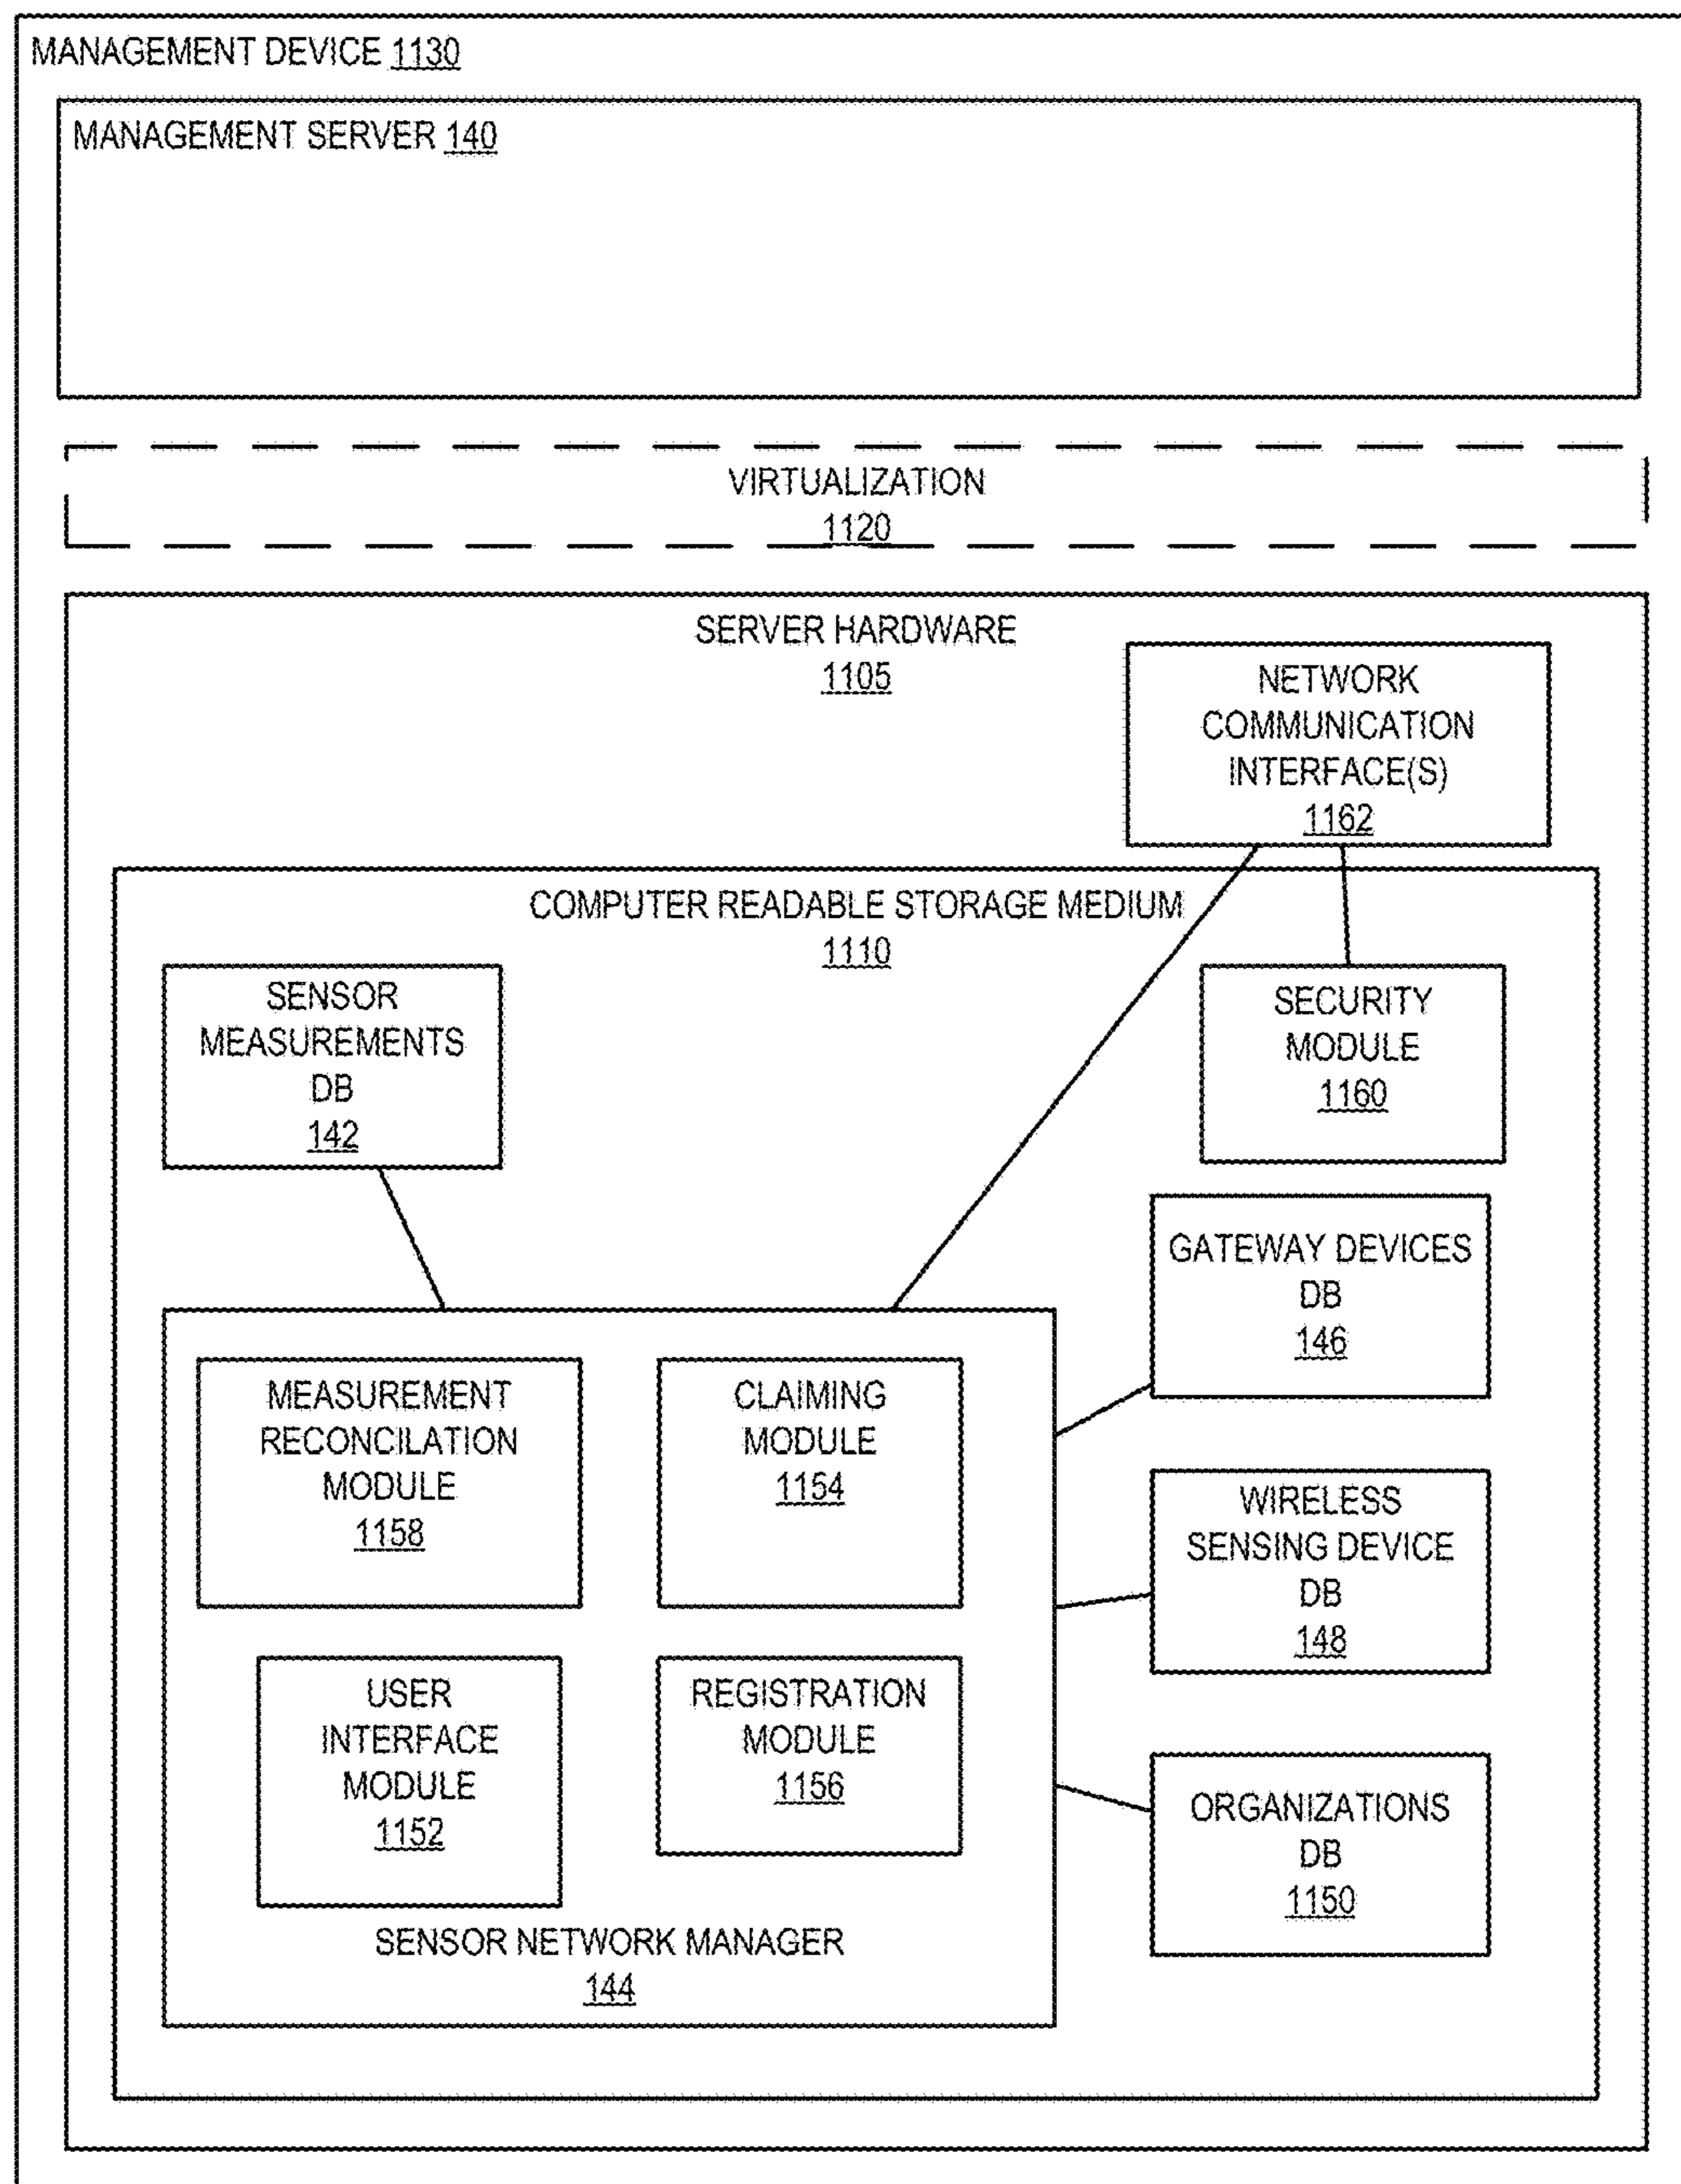 MANAGEMENT DEVICE 1130
MANAGEMENT SERVER 140
VIRTUALIZATION
1120
SERVER HARDWARE
1105
NETWORK
COMMUNICATION
INTERFACE(S)
1162
COMPUTER READABLE STORAGE MEDIUM
1110
SENSOR
MEASUREMENTS
DB
142
SECURITY
MODULE
1160
GATEWAY DEVICES
DB
146
MEASUREMENT
RECONCILATION
MODULE
1158
CLAIMING
MODULE
1154
WIRELESS
SENSING DEVICE
DB
148
USER
INTERFACE
MODULE
1152
REGISTRATION
MODULE
1156
ORGANIZATIONS
DB
1150
SENSOR NETWORK MANAGER
144